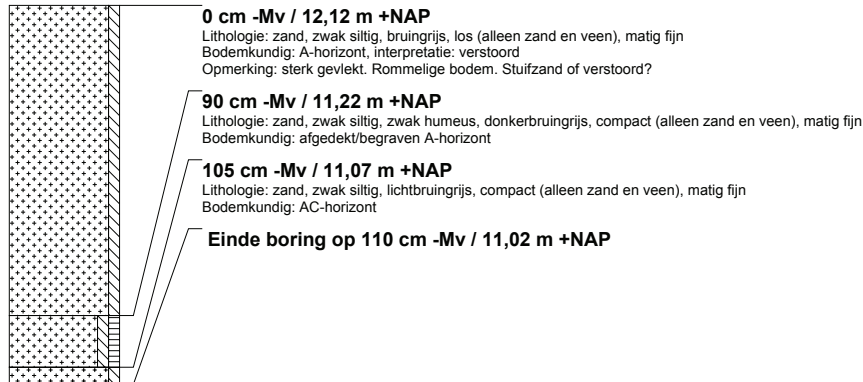 0 cm -Mv / 12,12 m +NAP
Lithologie: zand, zwak siltig, bruingrijs, los (alleen zand en veen), matig fijn
Bodemkundig: A-horizont, interpretatie: verstoord
Opmerking: sterk gevlekt. Rommelige bodem. Stuifzand of verstoord?
90 cm -Mv / 11,22 m +NAP
Lithologie: zand, zwak siltig, zwak humeus, donkerbruingrijs, compact (alleen zand en veen), matig fijn
Bodemkundig: afgedekt/begraven A-horizont
105 cm -Mv / 11,07 m +NAP
Lithologie: zand, zwak siltig, lichtbruingrijs, compact (alleen zand en veen), matig fijn
Bodemkundig: AC-horizont
Einde boring op 110 cm -Mv / 11,02 m +NAP